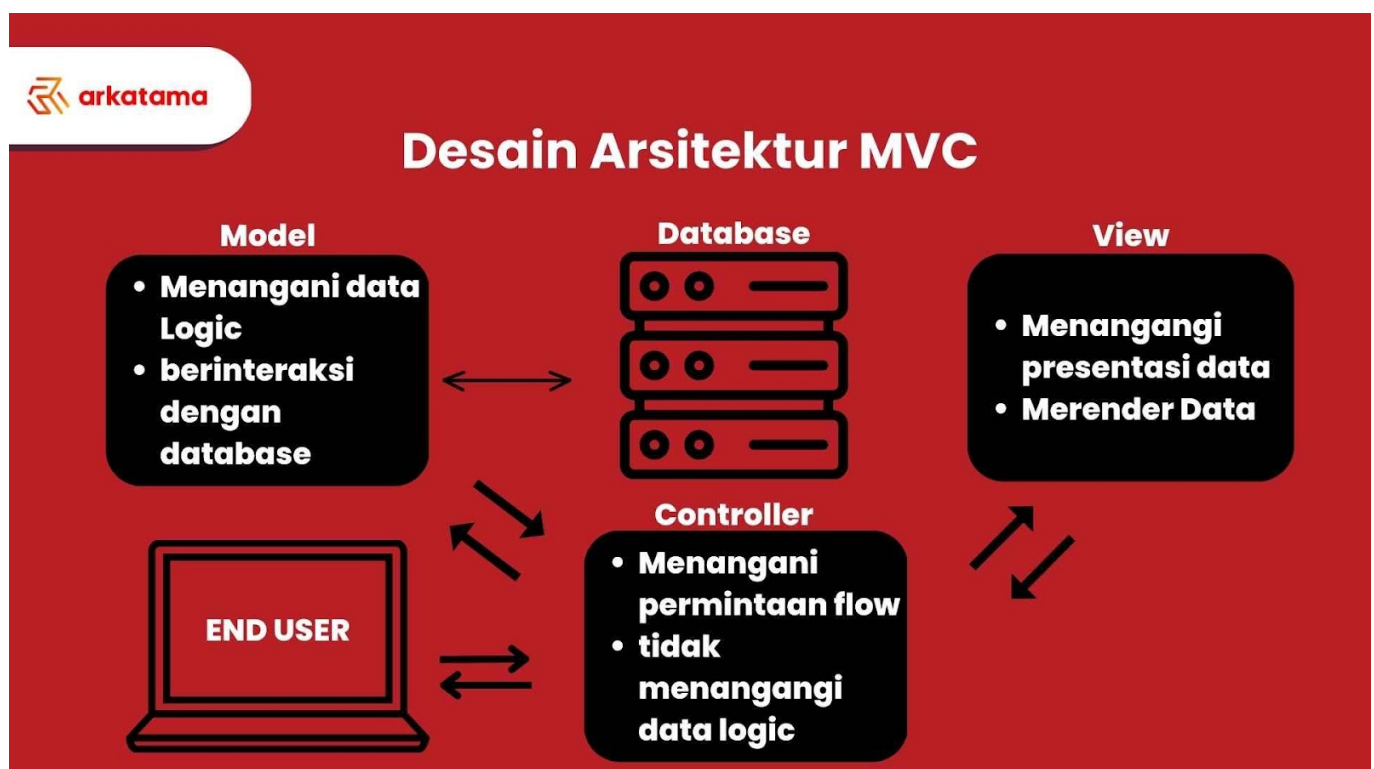 arkatama
Desain Arsitektur MVC
Model
• Menangani data
Logic
• berinteraksi
dengan
database
Database
View
• Menangangi
presentasi data
• Merender Data
END USER
Controller
• Menangani
permintaan flow
• tidak
menangangi
data logic